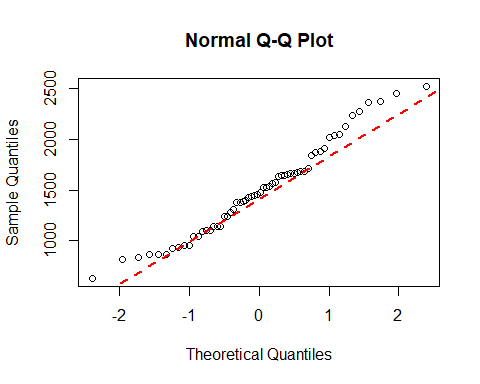 Normal Q-Q Plot
2500
2000
1500
1000
Sample Quantiles
-2 -1 0 1 2
Theoretical Quantiles